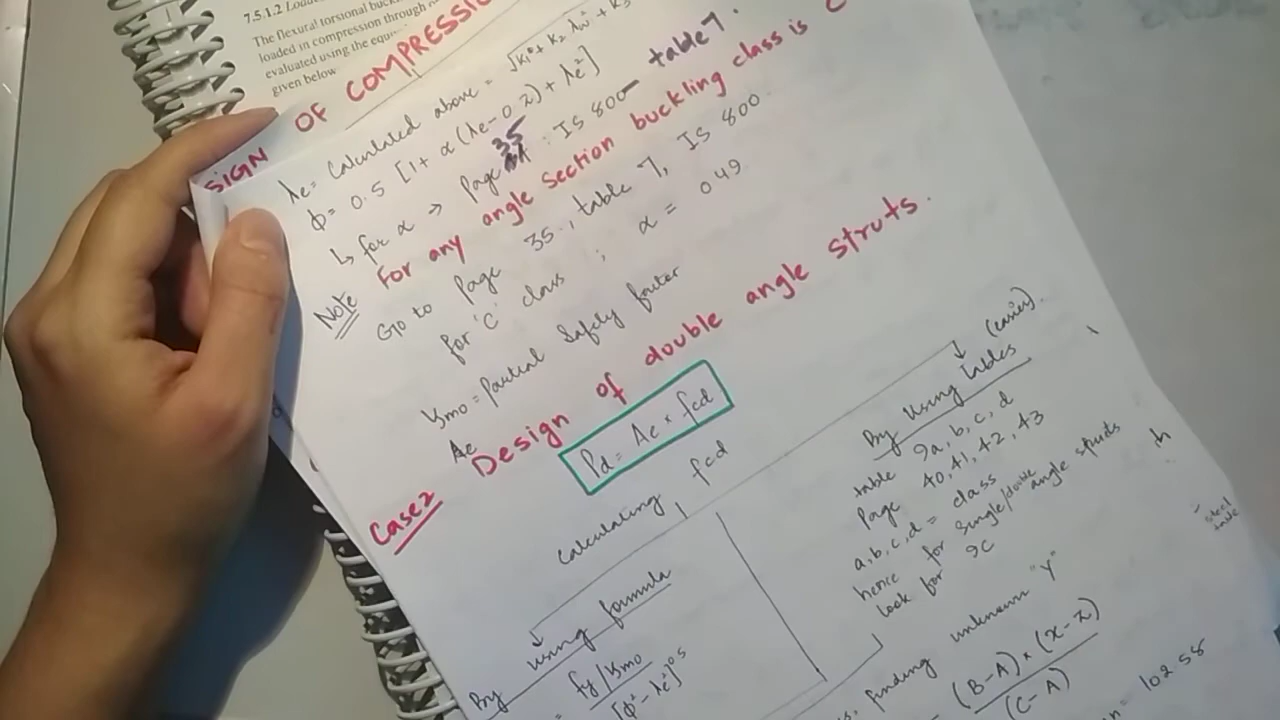 7.5.1.2
The flexural torsional
loaded in compression through
evaluated using the
given below
SIGN OF COMPRESSI
λe = Calculated above = √k1 + k2 λ²vv + k3
φ = 0.5 [1 + α (λe - 0.2) + λe²]
↳ for α → Page 35 : IS 800 - table 7.
For any angle section buckling class is C
Note Go to Page 35., table 7, IS 800
for 'C' class ; α = 0.49
γmo = Partial Safety factor
Ae
Case 2 Design of double angle struts.
Pd = Ae × fcd
Calculating fcd
By using formula
fy / γmo
[φ² - λe²]0.5
By using tables (easier).
table 9a, b, c, d
Page 40, 41, 42, 43
a, b, c, d = class
hence for single/double angle struts
look for 9c
steel table
h
finding unknown "Y"
(B-A) × (x-z)
(C-A)
= 102.58